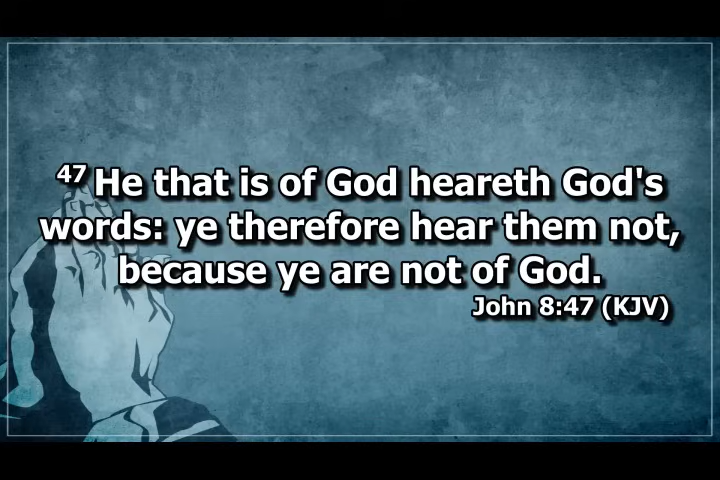 47 He that is of God heareth God's
words: ye therefore hear them not,
because ye are not of God.
John 8:47 (KJV)